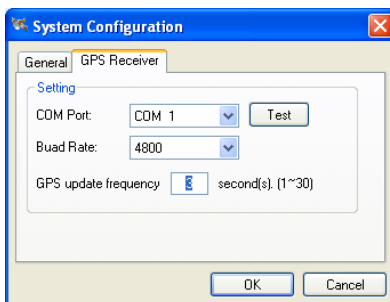 System Configuration
General GPS Receiver
Setting
COM Port: COM 1 Test
Buad Rate: 4800
GPS update frequency 3 second(s). (1~30)
OK Cancel